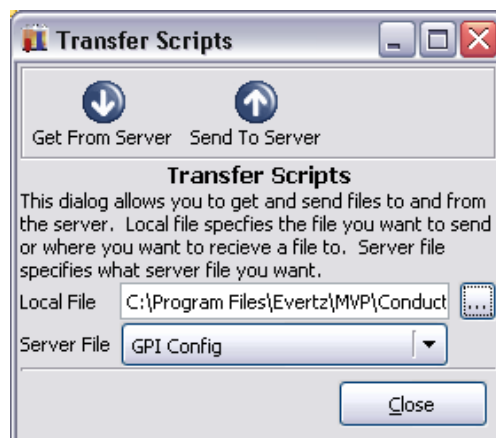 Transfer Scripts
Get From Server Send To Server
Transfer Scripts
This dialog allows you to get and send files to and from
the server. Local file specfies the file you want to send
or where you want to recieve a file to. Server file
specifies what server file you want.
Local File C:\Program Files\Evertz\MVP\Conduct ...
Server File GPI Config
Close